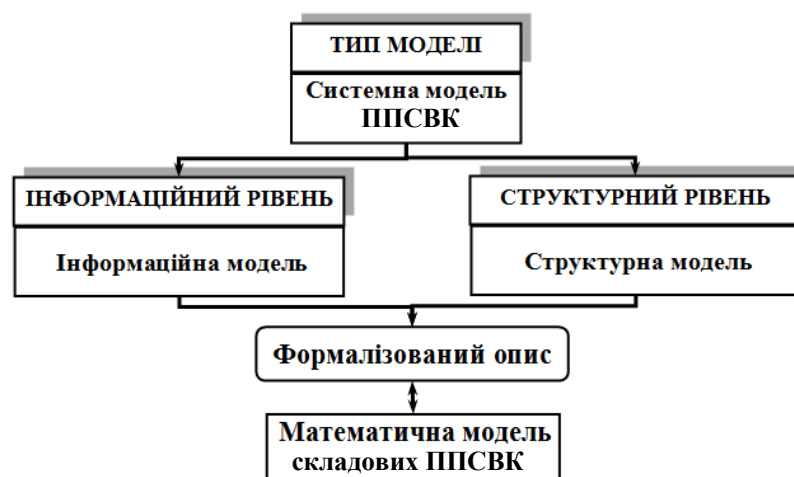 ТИП МОДЕЛІ
Системна модель
ППСВК
ІНФОРМАЦІЙНИЙ РІВЕНЬ
Інформаційна модель
СТРУКТУРНИЙ РІВЕНЬ
Структурна модель
Формалізований опис
Математична модель
складових ППСВК